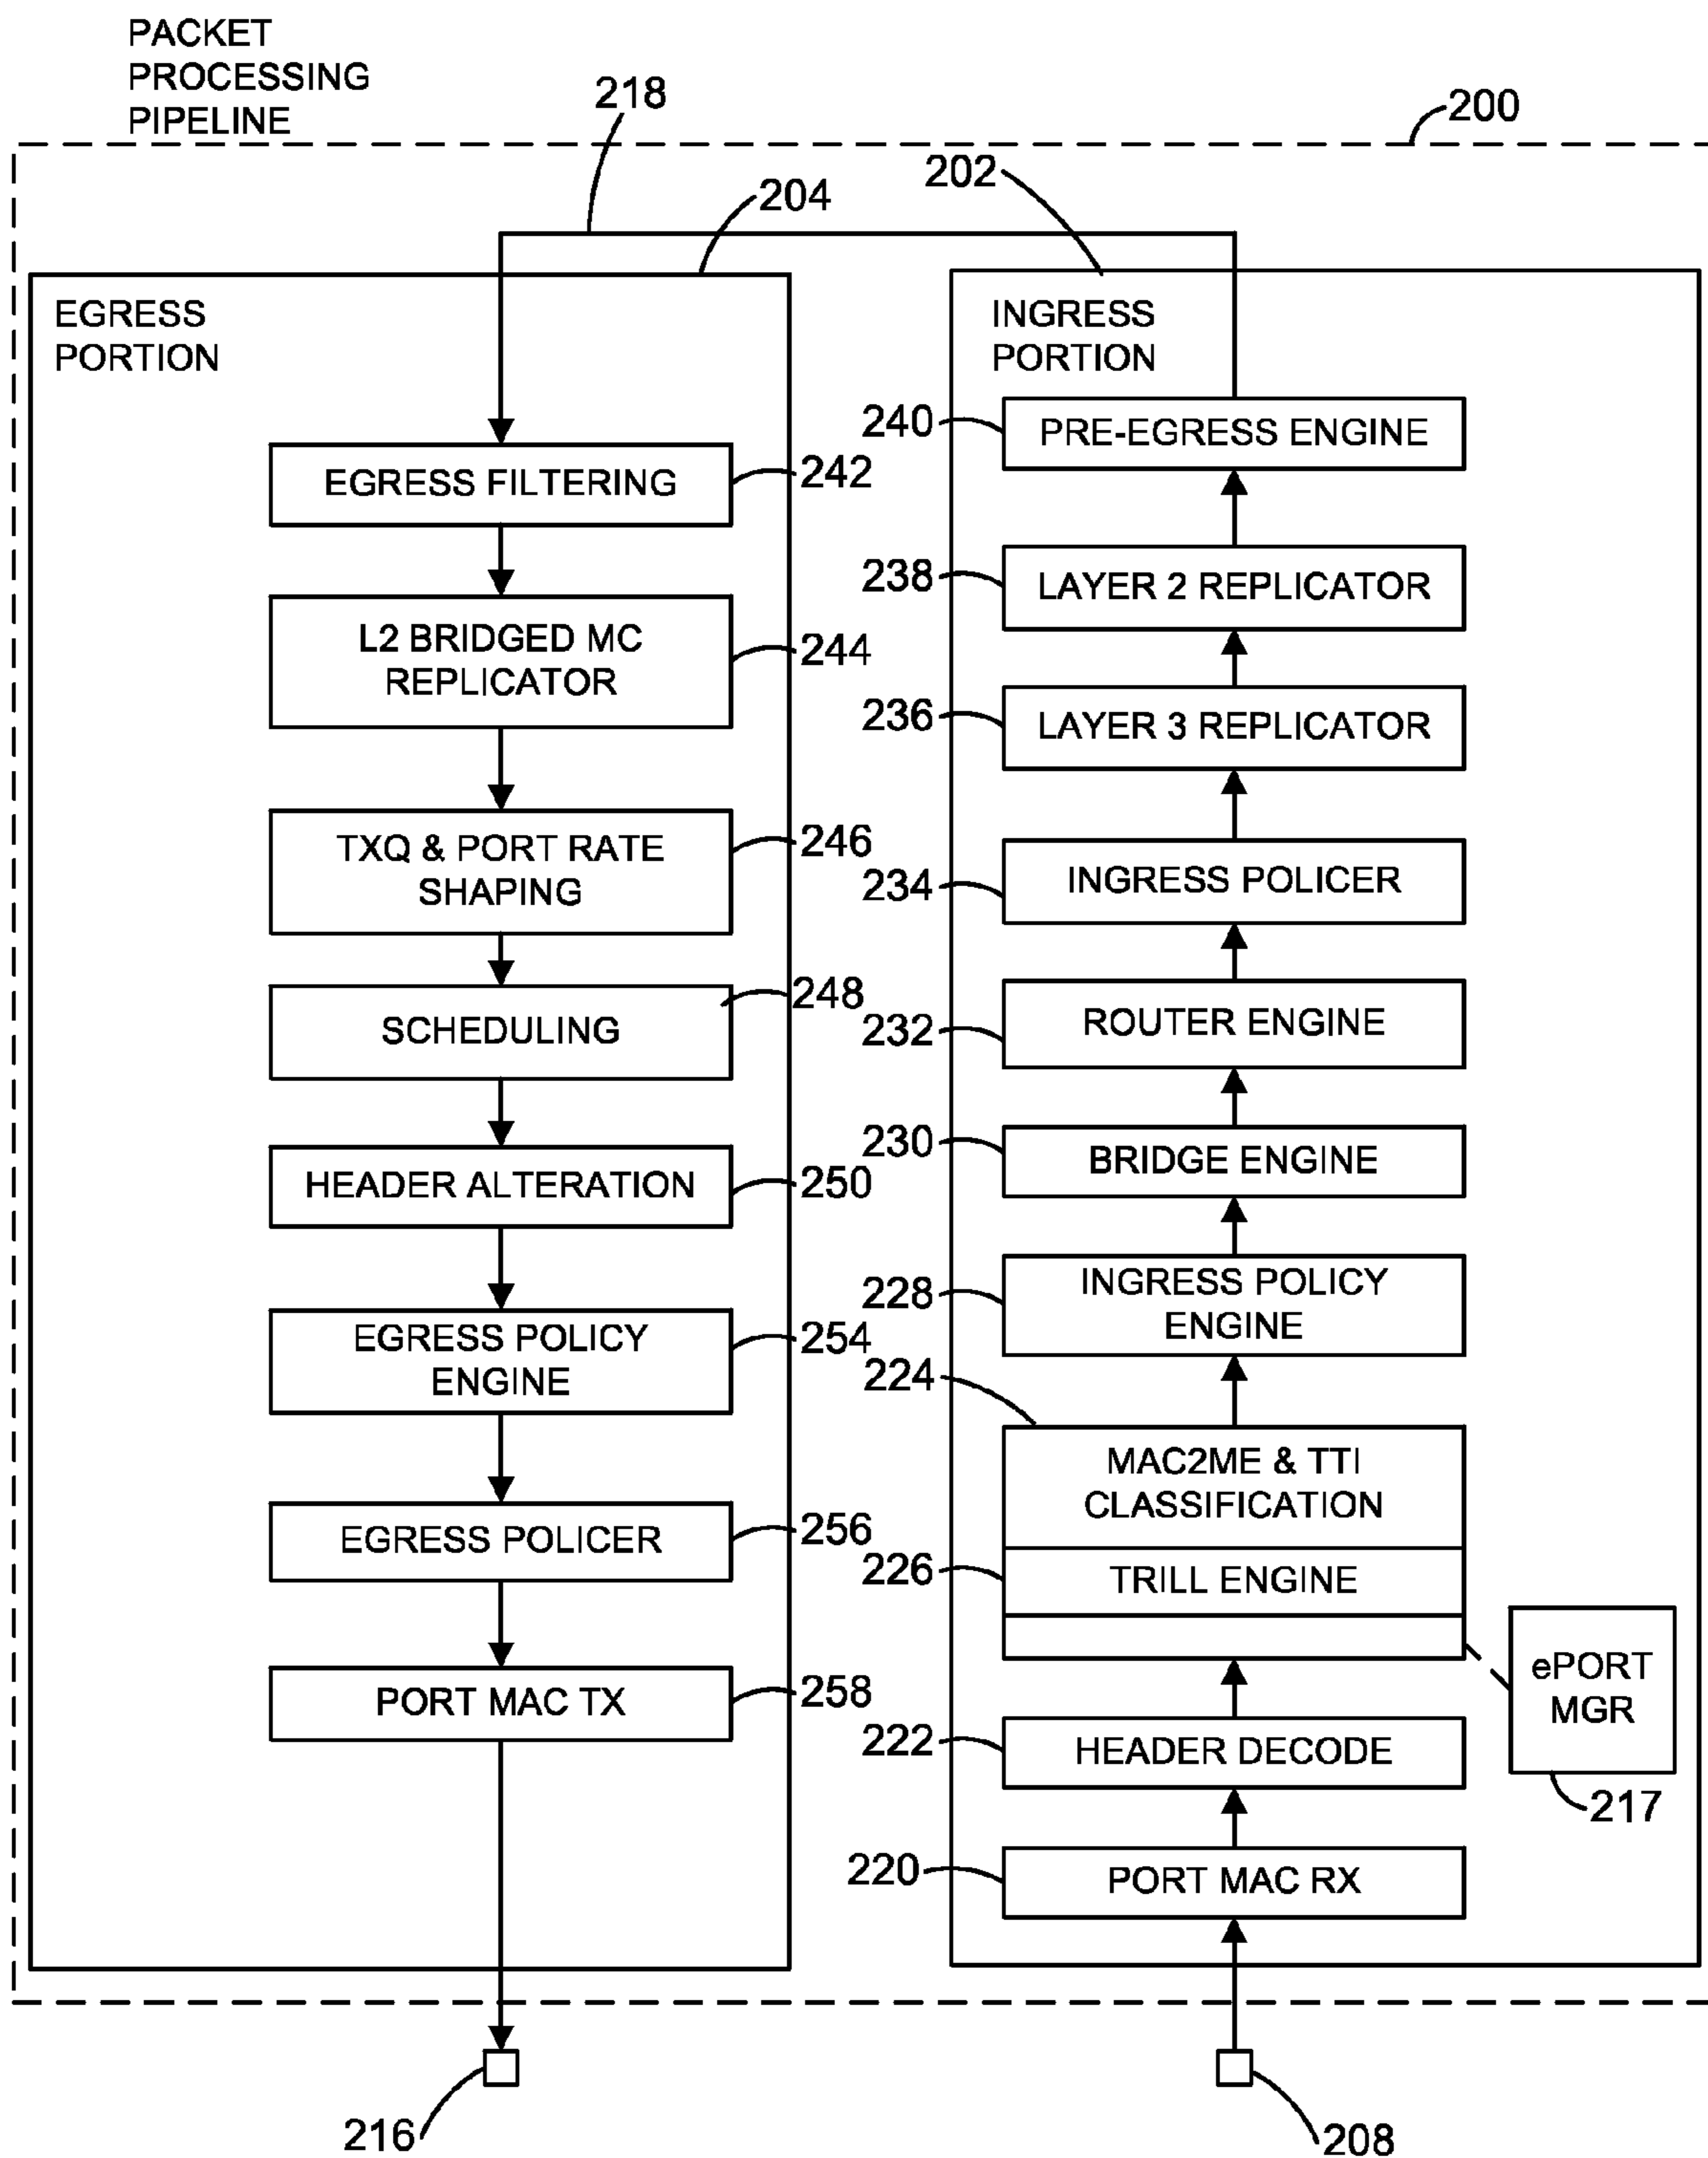 PACKET
PROCESSING
PIPELINE
218
200
202
204
EGRESS
PORTION
INGRESS
PORTION
240
PRE-EGRESS ENGINE
EGRESS FILTERING
242
238
LAYER 2 REPLICATOR
L2 BRIDGED MC
REPLICATOR
244
236
LAYER 3 REPLICATOR
TXQ & PORT RATE
SHAPING
246
234
INGRESS POLICER
SCHEDULING
248
232
ROUTER ENGINE
230
BRIDGE ENGINE
HEADER ALTERATION
250
228
INGRESS POLICY
ENGINE
EGRESS POLICY
ENGINE
254
224
MAC2ME & TTI
CLASSIFICATION
EGRESS POLICER
256
226
TRILL ENGINE
PORT MAC TX
258
ePORT
MGR
222
HEADER DECODE
217
220
PORT MAC RX
216
208